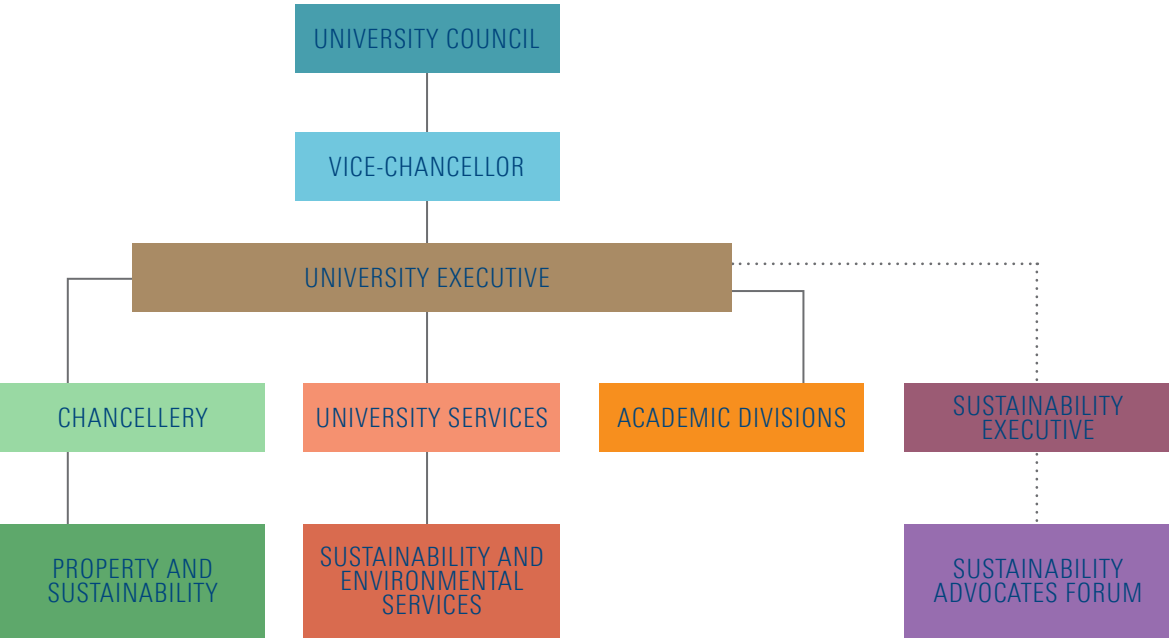 UNIVERSITY COUNCIL
VICE-CHANCELLOR
UNIVERSITY EXECUTIVE
CHANCELLERY
UNIVERSITY SERVICES
ACADEMIC DIVISIONS
SUSTAINABILITY
EXECUTIVE
PROPERTY AND
SUSTAINABILITY
SUSTAINABILITY AND
ENVIRONMENTAL
SERVICES
SUSTAINABILITY
ADVOCATES FORUM